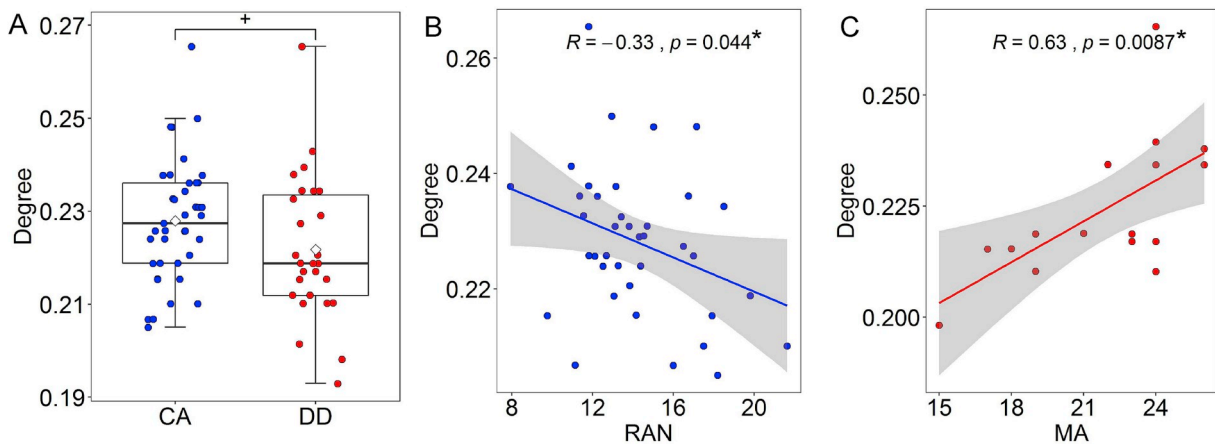 A
+
Degree
0.27
0.25
0.23
0.21
0.19
CA DD
B
R = −0.33 , p = 0.044*
Degree
0.26
0.24
0.22
8 12 16 20
RAN
C
R = 0.63 , p = 0.0087*
Degree
0.250
0.225
0.200
15 18 21 24
MA